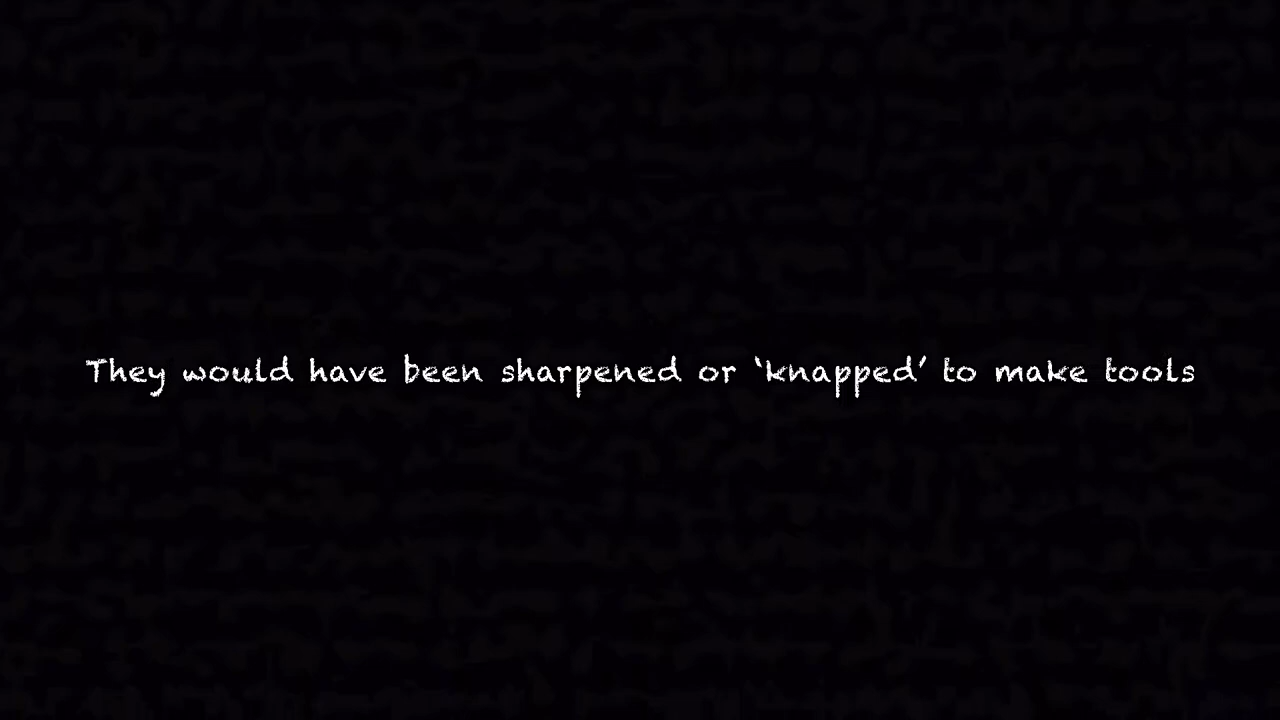 They would have been sharpened or ‘knapped’ to make tools